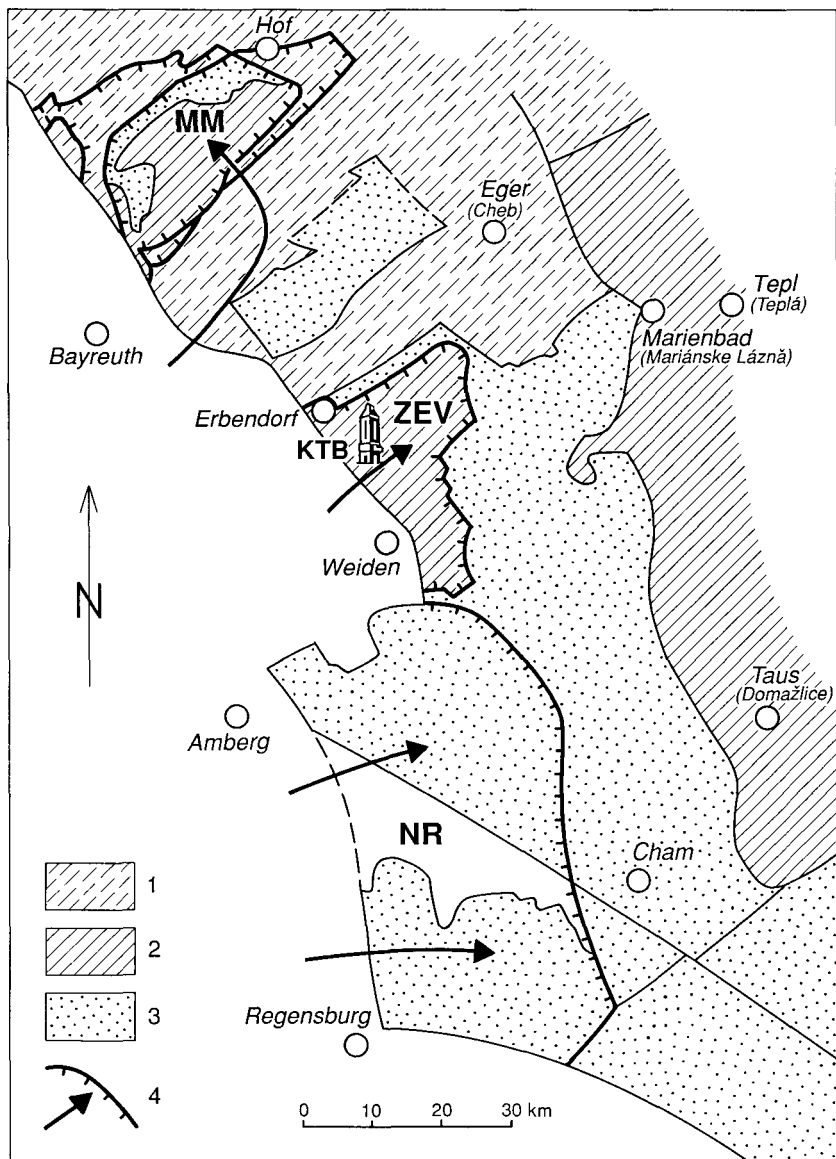 Hof
MM
Eger
(Cheb)
Tepl
(Teplá)
Marienbad
(Mariánske Lázně)
Bayreuth
Erbendorf
ZEV
KTB
Weiden
N
Taus
(Domažlice)
Amberg
NR
Cham
1
2
3
Regensburg
4
0 10 20 30 km